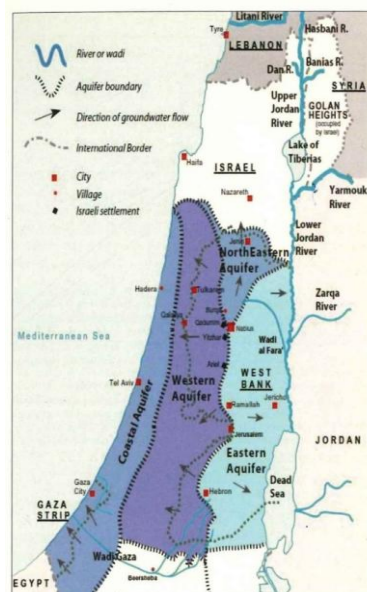 River or wadi
Aquifer boundary
Direction of groundwater flow
International Border
City
Village
Israeli settlement
Litani River
Hasbani R.
Tyre
LEBANON
Dan R.
Banias R.
SYRIA
Upper
Jordan
River
GOLAN
HEIGHTS
(occupied
by Israel)
Lake of
Tiberias
Haifa
ISRAEL
Nazareth
Yarmouk
River
Lower
Jordan
River
Jenin
NorthEastern
Aquifer
Hadera
Tulkarem
Zarqa
River
Nablus
Yitzhar
Wadi
al Fara'
Mediterranean Sea
Ariel
Tel Aviv
Coastal Aquifer
Western
Aquifer
WEST
BANK
Ramallah
Jericho
Jerusalem
JORDAN
Eastern
Aquifer
Dead
Sea
Gaza
City
Hebron
GAZA
STRIP
Wadi Gaza
Beersheba
EGYPT